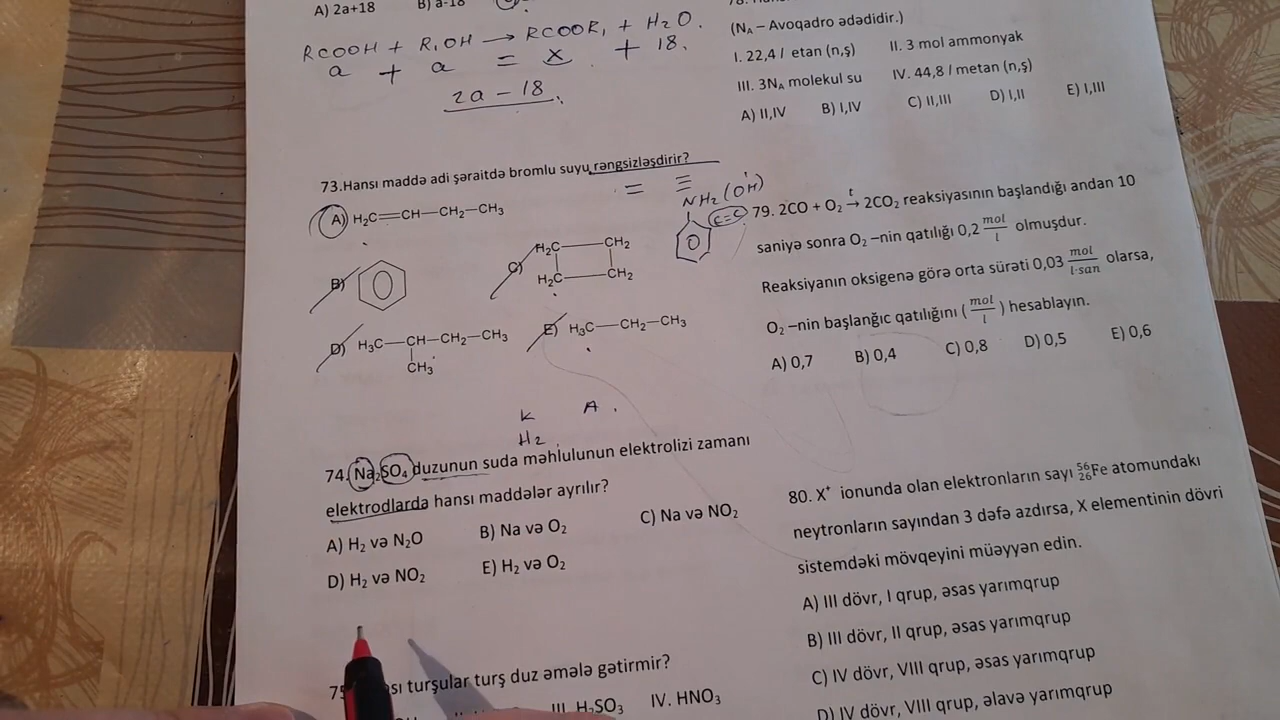 A) 2a+18
RCOOH + R₁OH → RCOOR₁ + H₂O.
a + a = x + 18.
2a − 18
73.Hansı maddə adi şəraitdə bromlu suyu rəngsizləşdirir?
= ≡
NH₂ (OH)
C=C
A) H₂C=CH—CH₂—CH₃
B)
C) H₂C—CH₂
H₂C—CH₂
D) H₃C—CH—CH₂—CH₃
CH₃
E) H₃C—CH₂—CH₃
K A.
H₂
74. Na₂SO₄ duzunun suda məhlulunun elektrolizi zamanı
elektrodlarda hansı maddələr ayrılır?
A) H₂ və N₂O B) Na və O₂ C) Na və NO₂
D) H₂ və NO₂ E) H₂ və O₂
turşular turş duz əmələ gətirmir?
III. H₂SO₃ IV. HNO₃
(Nₐ – Avoqadro ədədidir.)
I. 22,4 l etan (n,ş) II. 3 mol ammonyak
III. 3Nₐ molekul su IV. 44,8 l metan (n,ş)
A) II,IV B) I,IV C) II,III D) I,II E) I,III
79. 2CO + O₂ →ᵗ 2CO₂ reaksiyasının başlandığı andan 10
saniyə sonra O₂ –nin qatılığı 0,2 mol/l olmuşdur.
Reaksiyanın oksigenə görə orta sürəti 0,03 mol/l·san olarsa,
O₂ –nin başlanğıc qatılığını (mol/l) hesablayın.
A) 0,7 B) 0,4 C) 0,8 D) 0,5 E) 0,6
80. X⁺ ionunda olan elektronların sayı ⁵⁶₂₆Fe atomundakı
neytronların sayından 3 dəfə azdırsa, X elementinin dövri
sistemdəki mövqeyini müəyyən edin.
A) III dövr, I qrup, əsas yarımqrup
B) III dövr, II qrup, əsas yarımqrup
C) IV dövr, VIII qrup, əsas yarımqrup
D) IV dövr, VIII qrup, əlavə yarımqrup